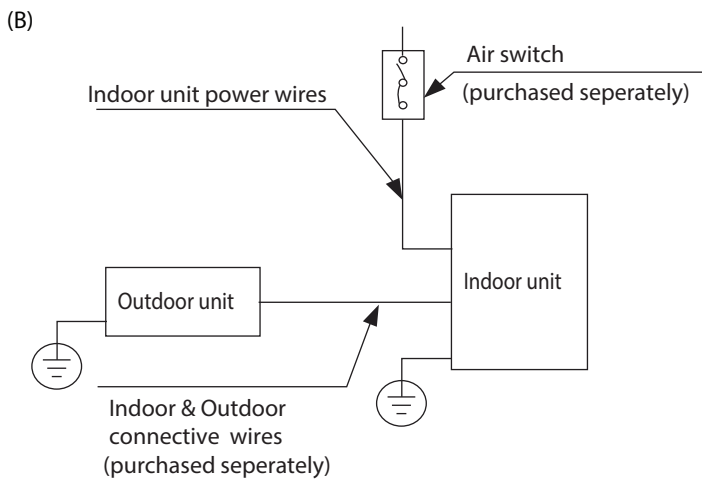 (B)
Air switch
(purchased seperately)
Indoor unit power wires
Indoor unit
Outdoor unit
Indoor & Outdoor
connective wires
(purchased seperately)